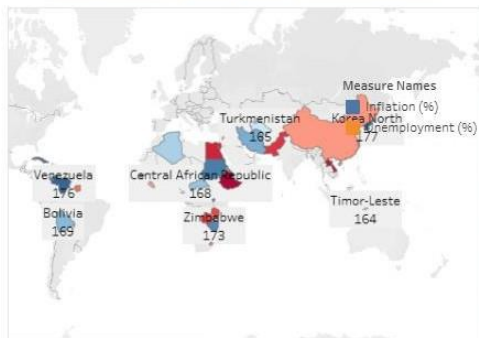 Measure Names
Inflation (%)
Unemployment (%)
Turkmenistan
165
Korea North
177
Venezuela
176
Central African Republic
168
Timor-Leste
164
Bolivia
169
Zimbabwe
173